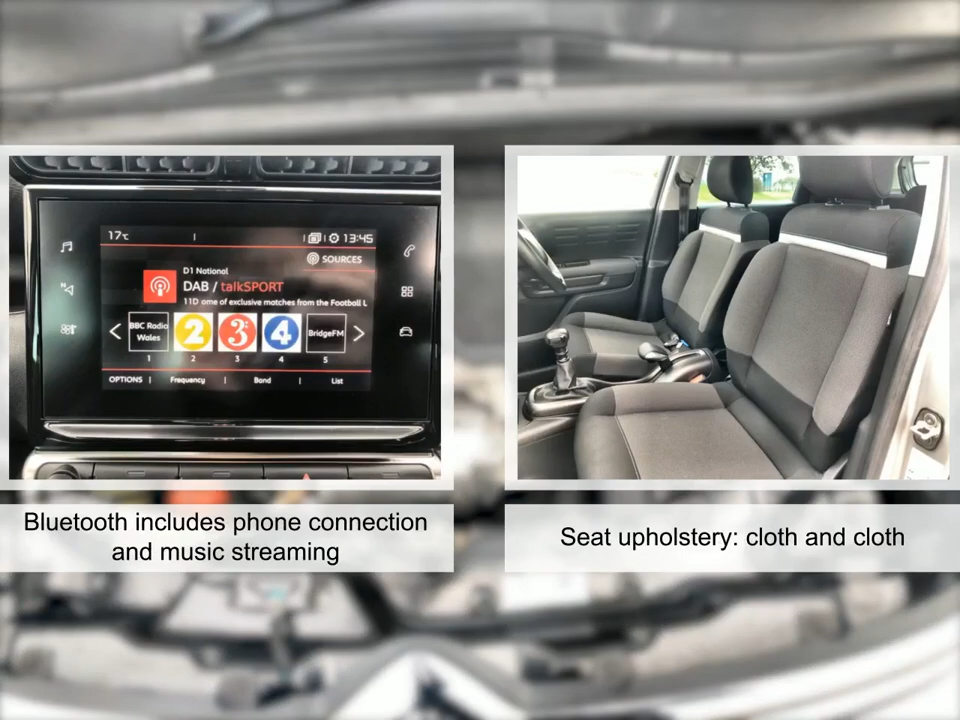 17℃
13:45
SOURCES
D1 National
DAB / talkSPORT
11D ome of exclusive matches from the Footboll L
BBC Radio
Wales
2
3
4
BridgeFM
1 2 3 4 5
OPTIONS | Frequency | Band | List
Bluetooth includes phone connection
and music streaming
Seat upholstery: cloth and cloth